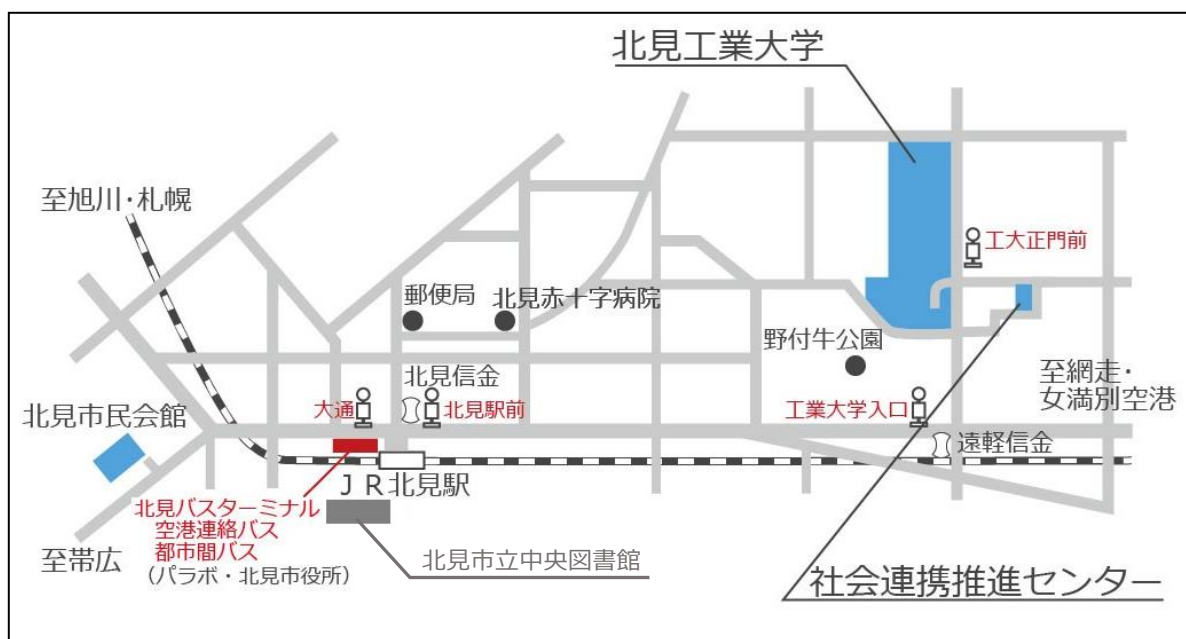 北見工業大学
至旭川・札幌
工大正門前
郵便局
北見赤十字病院
野付牛公園
北見信金
至網走・
女満別空港
大通
北見駅前
工業大学入口
北見市民会館
遠軽信金
ＪＲ北見駅
北見バスターミナル
空港連絡バス
都市間バス
（パラボ・北見市役所）
至帯広
北見市立中央図書館
社会連携推進センター